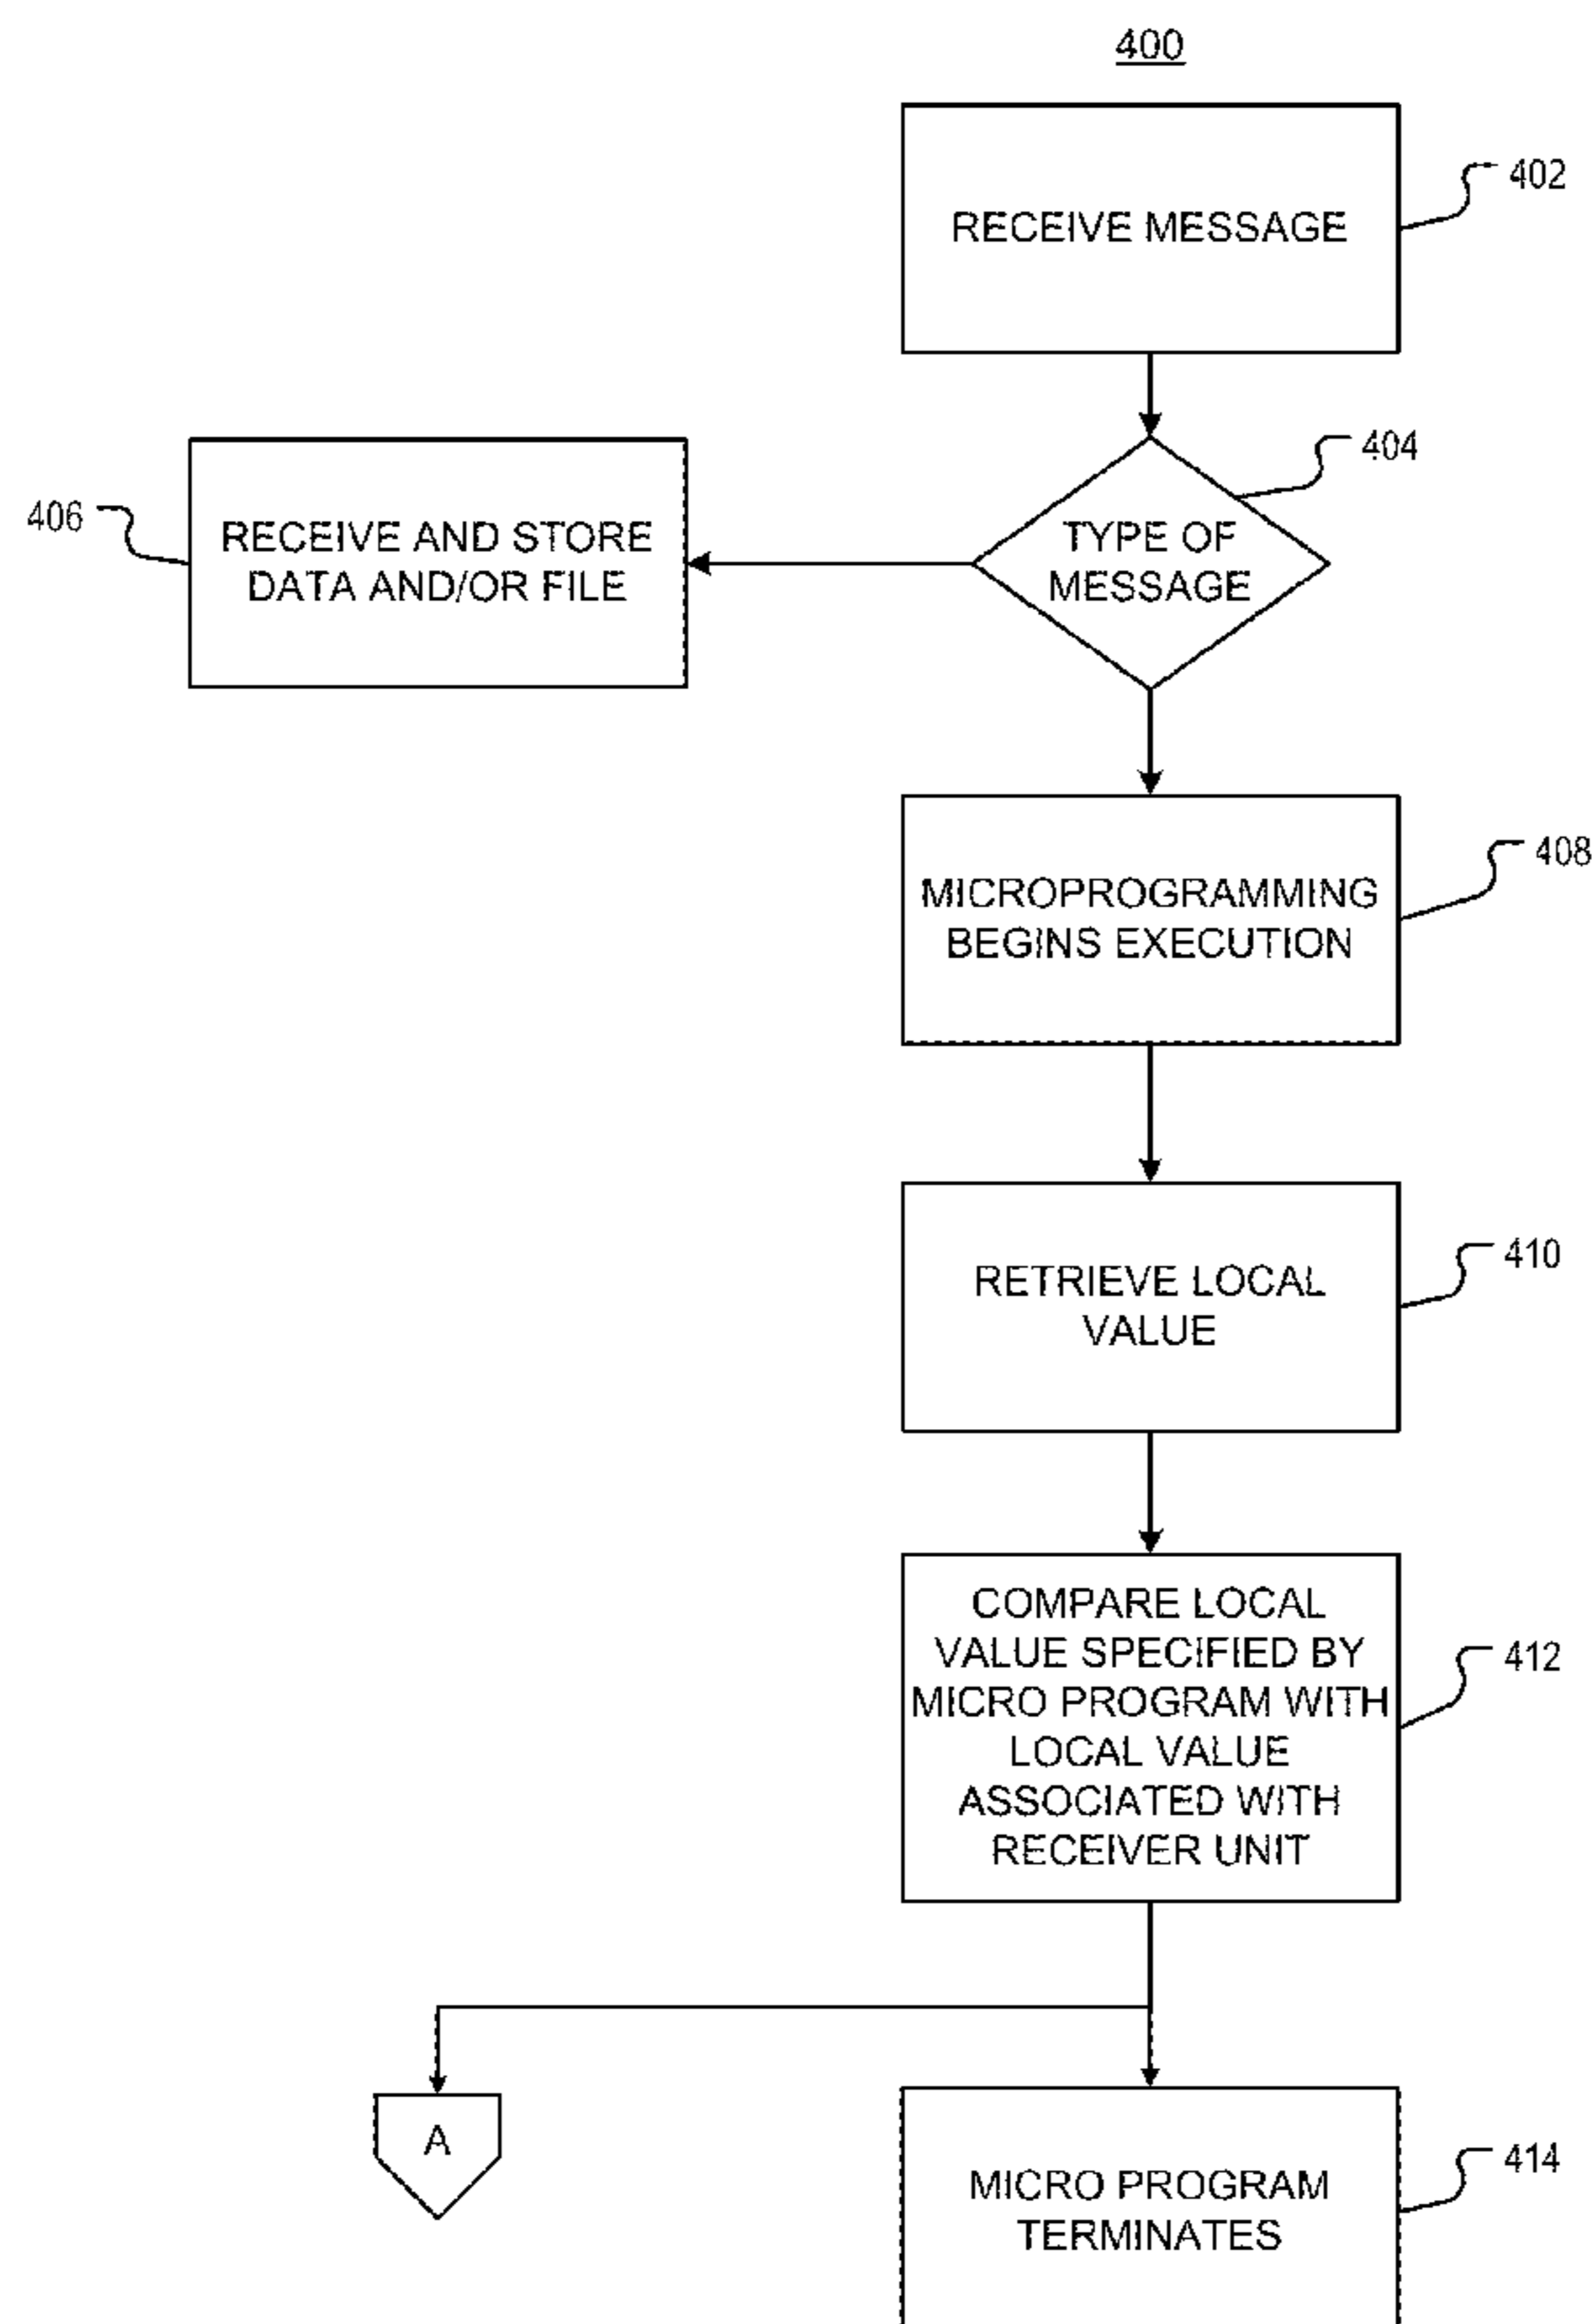 400
RECEIVE MESSAGE
402
TYPE OF
MESSAGE
404
RECEIVE AND STORE
DATA AND/OR FILE
406
MICROPROGRAMMING
BEGINS EXECUTION
408
RETRIEVE LOCAL
VALUE
410
COMPARE LOCAL
VALUE SPECIFIED BY
MICRO PROGRAM WITH
LOCAL VALUE
ASSOCIATED WITH
RECEIVER UNIT
412
A
MICRO PROGRAM
TERMINATES
414